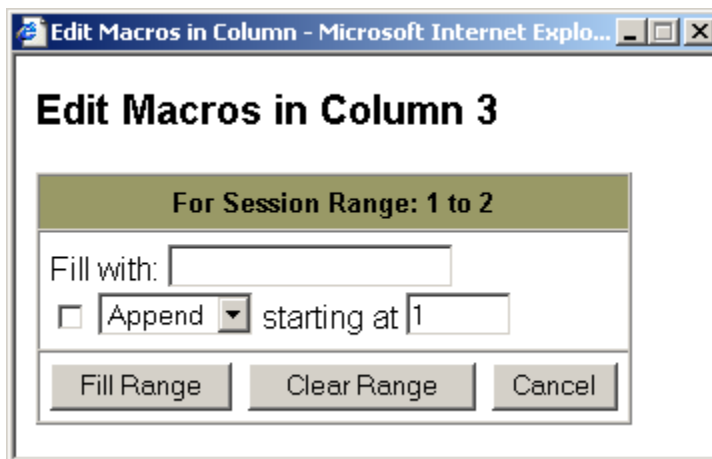 Edit Macros in Column - Microsoft Internet Explo...
Edit Macros in Column 3
For Session Range: 1 to 2
Fill with:
Append starting at 1
Fill Range Clear Range Cancel